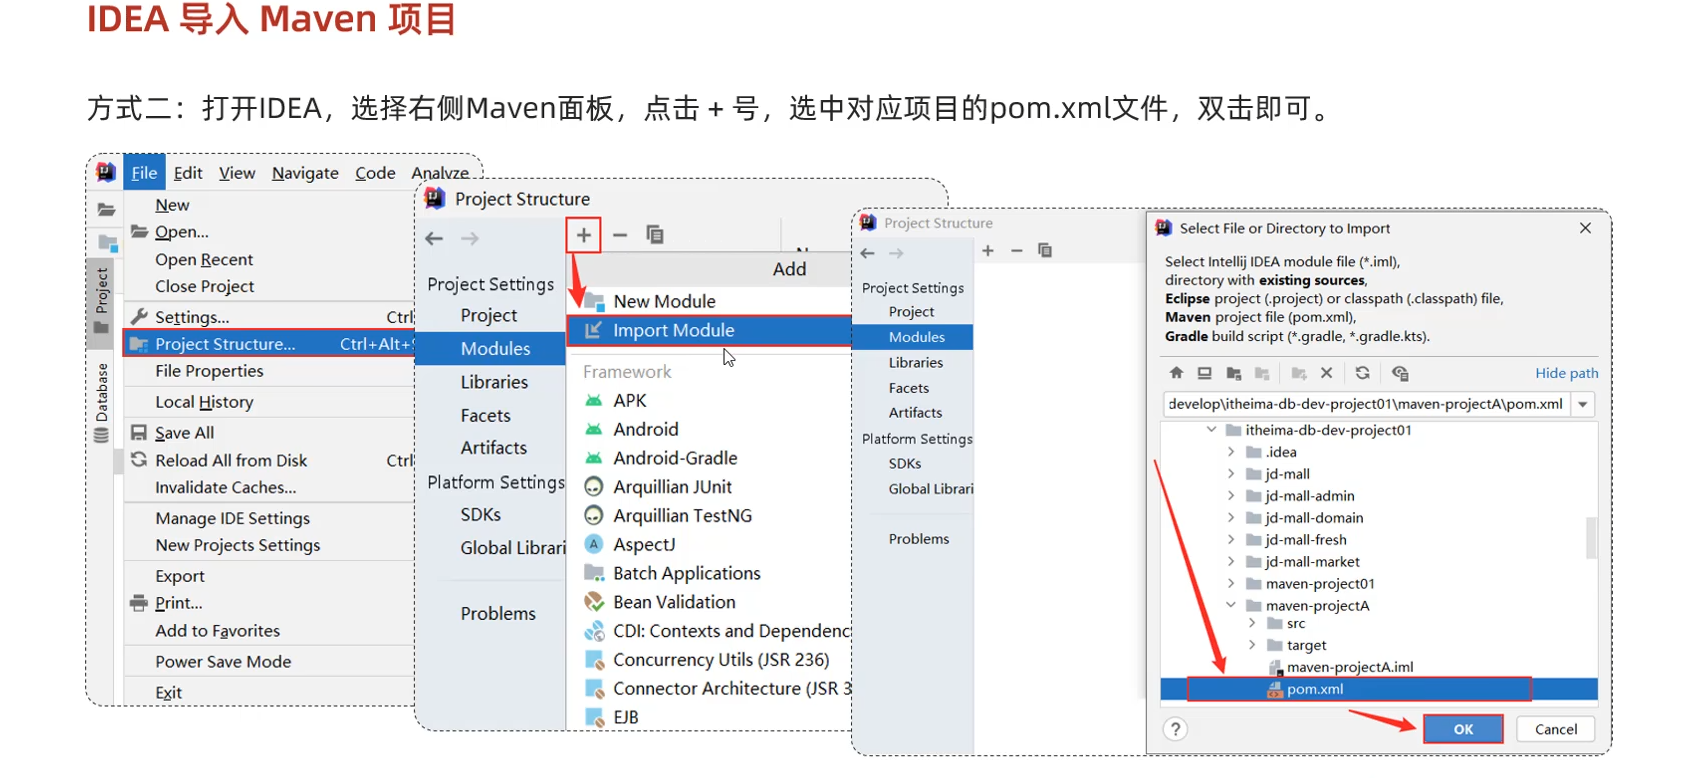 IDEA 导入 Maven 项目
方式二：打开IDEA，选择右侧Maven面板，点击 + 号，选中对应项目的pom.xml文件，双击即可。
File Edit View Navigate Code Analyze
Project
Database
New
Open...
Open Recent
Close Project
Settings... Ctrl
Project Structure... Ctrl+Alt+
File Properties
Local History
Save All
Reload All from Disk Ctrl
Invalidate Caches...
Manage IDE Settings
New Projects Settings
Export
Print...
Add to Favorites
Power Save Mode
Exit
Project Structure
Project Settings
Project
Modules
Libraries
Facets
Artifacts
Platform Settings
SDKs
Global Librari
Problems
Add
New Module
Import Module
Framework
APK
Android
Android-Gradle
Arquillian JUnit
Arquillian TestNG
AspectJ
Batch Applications
Bean Validation
CDI: Contexts and Dependenc
Concurrency Utils (JSR 236)
Connector Architecture (JSR 3
EJB
Project Structure
Project Settings
Project
Modules
Libraries
Facets
Artifacts
Platform Settings
SDKs
Global Librari
Problems
Select File or Directory to Import
Select Intellij IDEA module file (*.iml),
directory with existing sources,
Eclipse project (.project) or classpath (.classpath) file,
Maven project file (pom.xml),
Gradle build script (*.gradle, *.gradle.kts).
Hide path
develop\itheima-db-dev-project01\maven-projectA\pom.xml
itheima-db-dev-project01
.idea
jd-mall
jd-mall-admin
jd-mall-domain
jd-mall-fresh
jd-mall-market
maven-project01
maven-projectA
src
target
maven-projectA.iml
pom.xml
? OK Cancel